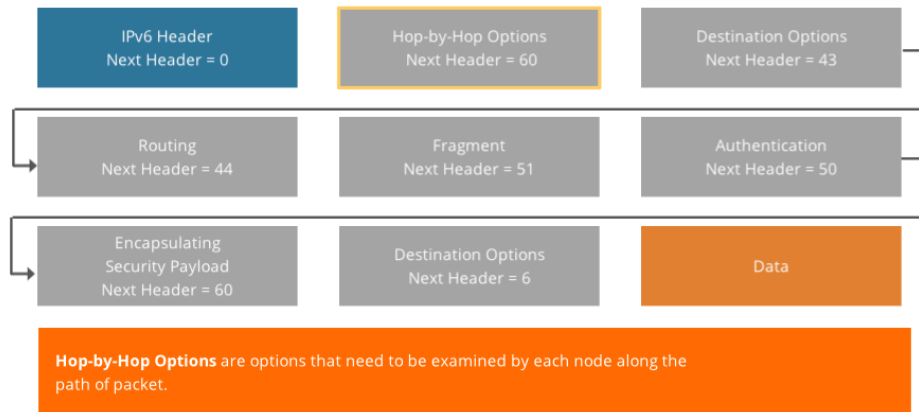 IPv6 Header
Next Header = 0
Hop-by-Hop Options
Next Header = 60
Destination Options
Next Header = 43
Routing
Next Header = 44
Fragment
Next Header = 51
Authentication
Next Header = 50
Encapsulating
Security Payload
Next Header = 60
Destination Options
Next Header = 6
Data
Hop-by-Hop Options are options that need to be examined by each node along the
path of packet.